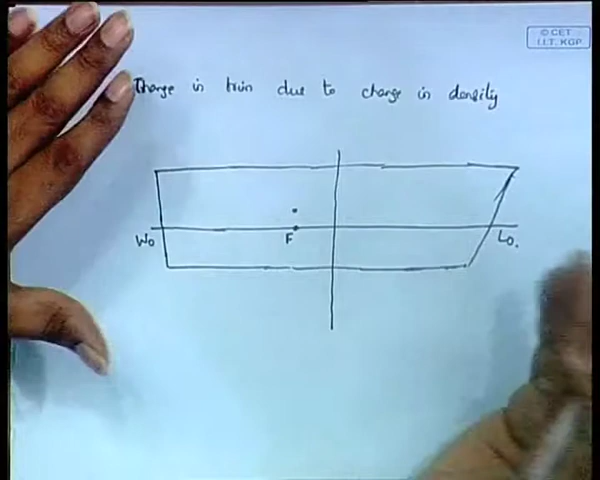 © CET
I.I.T. KGP
Change in trim due to change in density
W₀ F L₀.